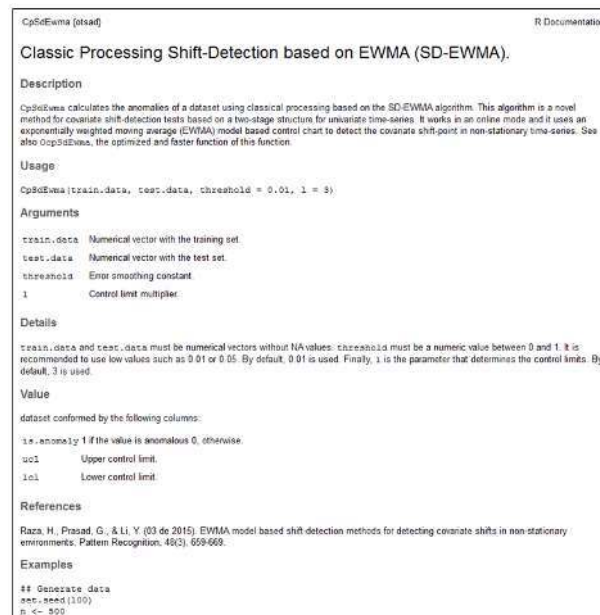 CpSdEwma {otsad}
R Documentatio
Classic Processing Shift-Detection based on EWMA (SD-EWMA).
Description
CpSdEwma calculates the anomalies of a dataset using classical processing based on the SD-EWMA algorithm. This algorithm is a novel
method for covariate shift-detection tests based on a two-stage structure for univariate time-series. It works in an online mode and it uses an
exponentially weighted moving average (EWMA) model based control chart to detect the covariate shift-point in non-stationary time-series. See
also OcpSdEwma, the optimized and faster function of this function.
Usage
CpSdEwma(train.data, test.data, threshold = 0.01, l = 3)
Arguments
train.data Numerical vector with the training set.
test.data Numerical vector with the test set.
threshold Error smoothing constant.
l Control limit multiplier.
Details
train.data and test.data must be numerical vectors without NA values. threshold must be a numeric value between 0 and 1. It is
recommended to use low values such as 0.01 or 0.05. By default, 0.01 is used. Finally, l is the parameter that determines the control limits. By
default, 3 is used.
Value
dataset conformed by the following columns:
is.anomaly 1 if the value is anomalous 0, otherwise.
ucl Upper control limit.
lcl Lower control limit.
References
Raza, H., Prasad, G., & Li, Y. (03 de 2015). EWMA model based shift-detection methods for detecting covariate shifts in non-stationary
environments. Pattern Recognition, 48(3), 659-669.
Examples
## Generate data
set.seed(100)
n <- 500